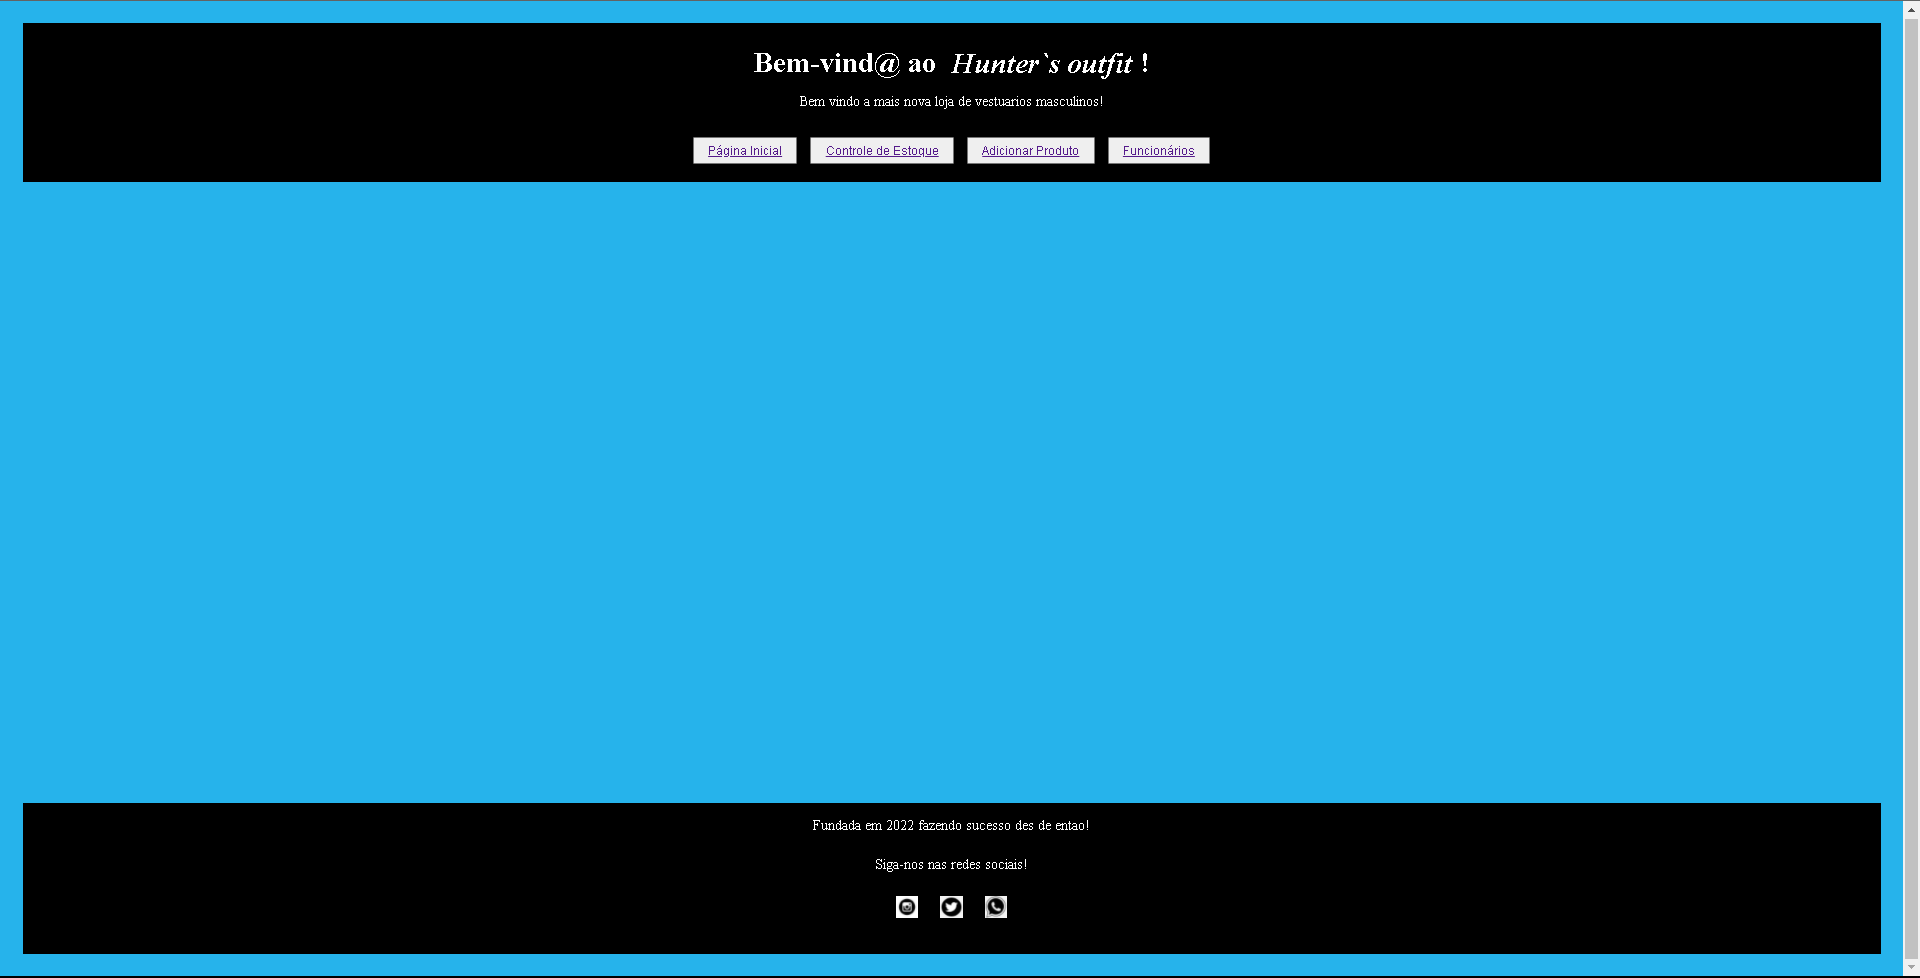 Bem-vind@ ao Hunter`s outfit !
Bem vindo a mais nova loja de vestuarios masculinos!
Página Inicial Controle de Estoque Adicionar Produto Funcionários
Fundada em 2022 fazendo sucesso des de entao!
Siga-nos nas redes sociais!